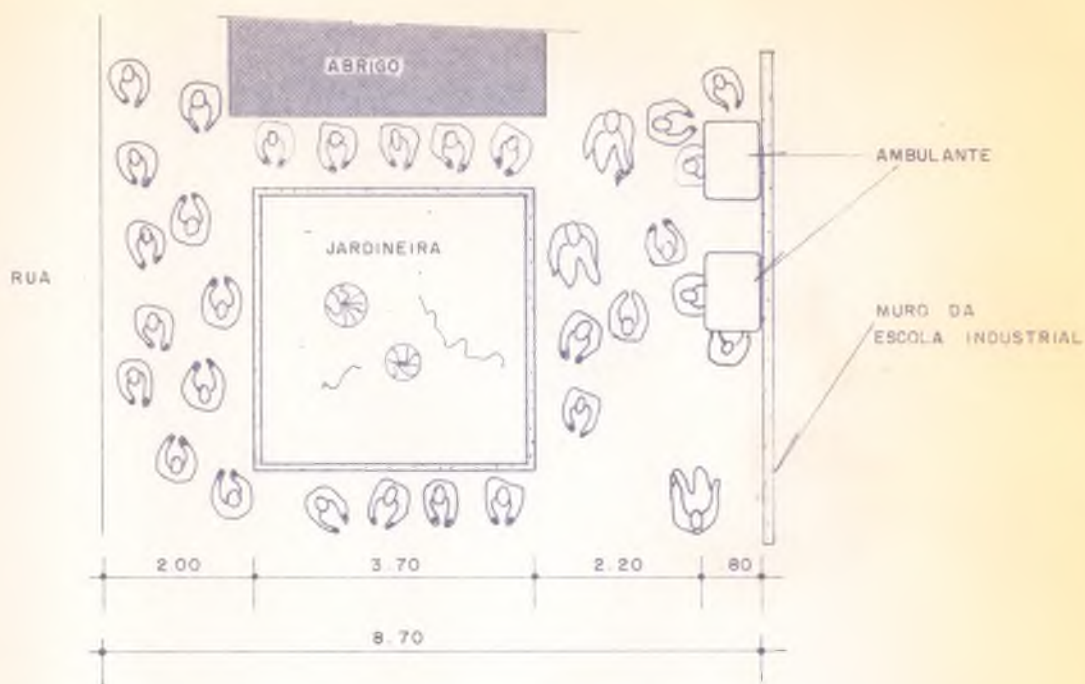 ABRIGO
AMBULANTE
JARDINEIRA
RUA
MURO DA
ESCOLA INDUSTRIAL
2.00
3.70
2.20
.80
8.70